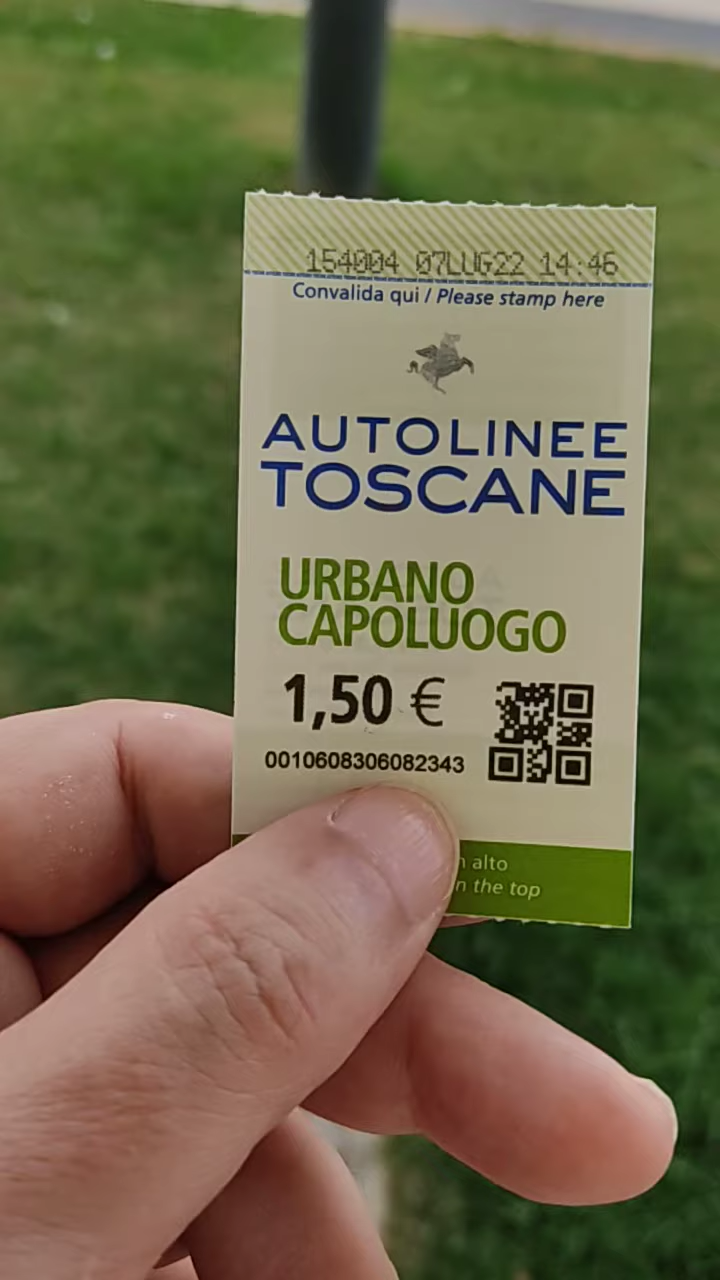 154004 07LUG22 14:46
Convalida qui / Please stamp here
AUTOLINEE
TOSCANE
URBANO
CAPOLUOGO
1,50 €
0010608306082343
alto
the top